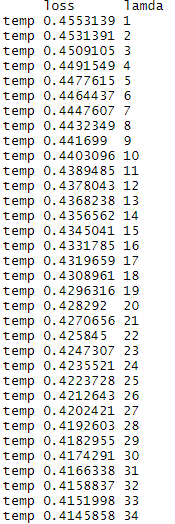 loss lamda
temp 0.4553139 1
temp 0.4531391 2
temp 0.4509105 3
temp 0.4491549 4
temp 0.4477615 5
temp 0.4464437 6
temp 0.4447607 7
temp 0.4432349 8
temp 0.441699 9
temp 0.4403096 10
temp 0.4389485 11
temp 0.4378043 12
temp 0.4368238 13
temp 0.4356562 14
temp 0.4345041 15
temp 0.4331785 16
temp 0.4319659 17
temp 0.4308961 18
temp 0.4296316 19
temp 0.428292 20
temp 0.4270656 21
temp 0.425845 22
temp 0.4247307 23
temp 0.4235521 24
temp 0.4223728 25
temp 0.4212643 26
temp 0.4202421 27
temp 0.4192603 28
temp 0.4182955 29
temp 0.4174291 30
temp 0.4166338 31
temp 0.4158837 32
temp 0.4151998 33
temp 0.4145858 34